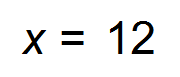 x = 12